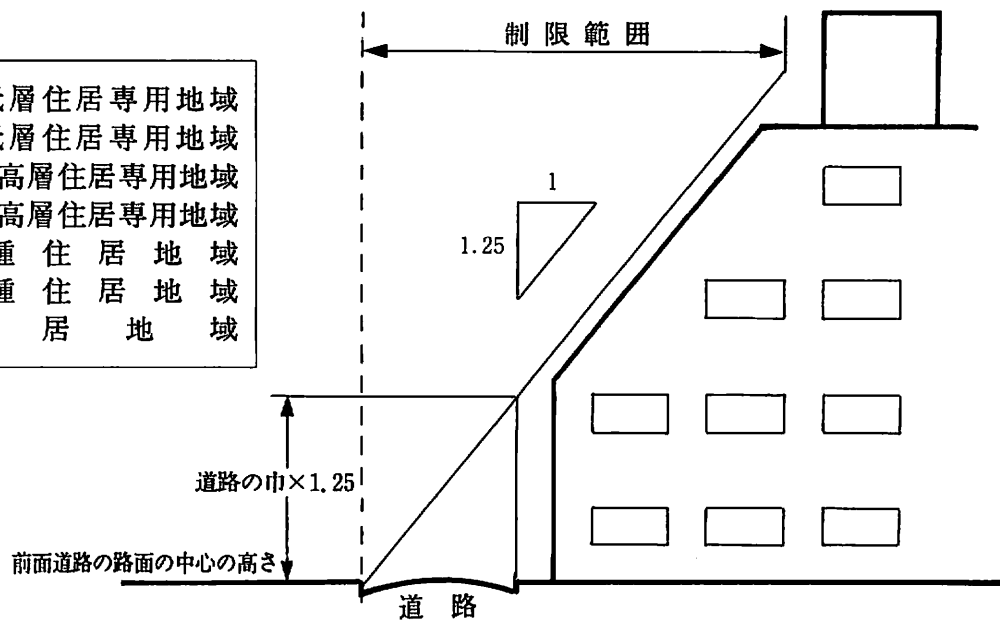 制限範囲
層住居専用地域
層住居専用地域
高層住居専用地域
高層住居専用地域
種住居地域
種住居地域
居地域
1
1.25
道路の巾×1.25
前面道路の路面の中心の高さ
道路